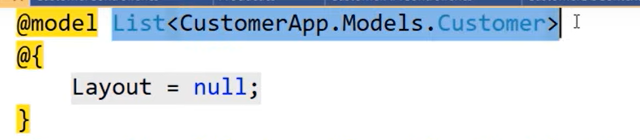 @model List<CustomerApp.Models.Customer>
@{
Layout = null;
}